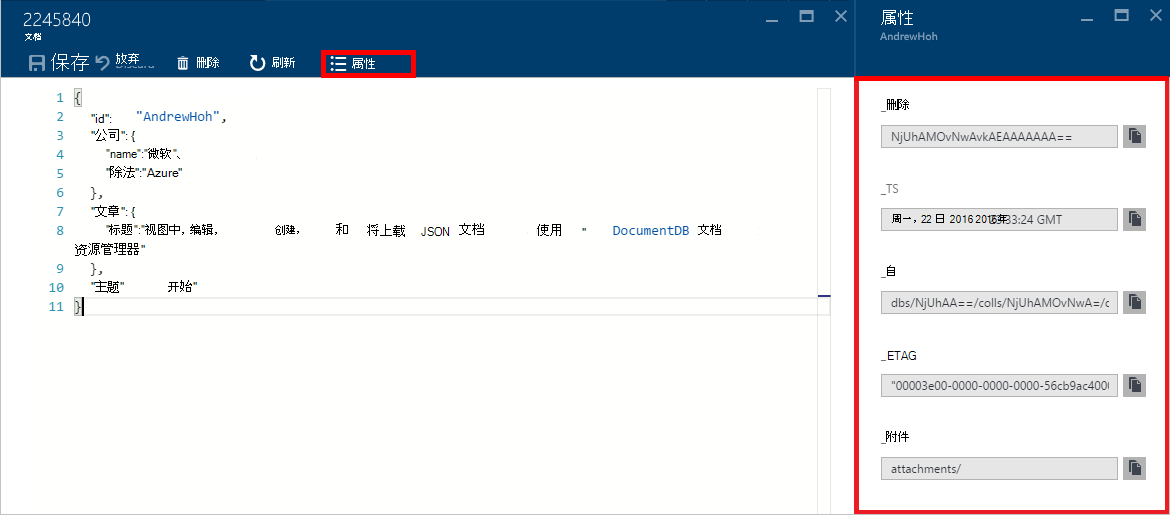 2245840
文档
保存 放弃 删除 刷新 属性
1 {
2 "id": "AndrewHoh",
3 "公司": {
4 "name":"微软"、
5 "除法":"Azure"
6 },
7 "文章": {
8 "标题":"视图中, 编辑, 创建, 和 将上载 JSON 文档 使用 " DocumentDB 文档
资源管理器"
9 },
10 "主题" 开始"
11 }
属性
AndrewHoh
_删除
NjUhAMOvNwAvkAEAAAAAAA==
_TS
周一，22 日 2016 2016年 :33:24 GMT
_自
dbs/NjUhAA==/colls/NjUhAMOvNwA=/c
_ETAG
"00003e00-0000-0000-0000-56cb9ac4000
_附件
attachments/